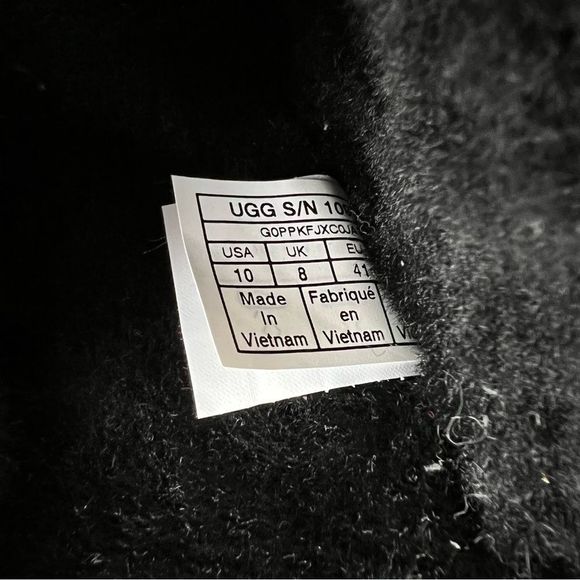 UGG S/N 10
G0PPKFJXC0JA
USA UK EU
10 8 41
Made In Vietnam
Fabriqué en Vietnam